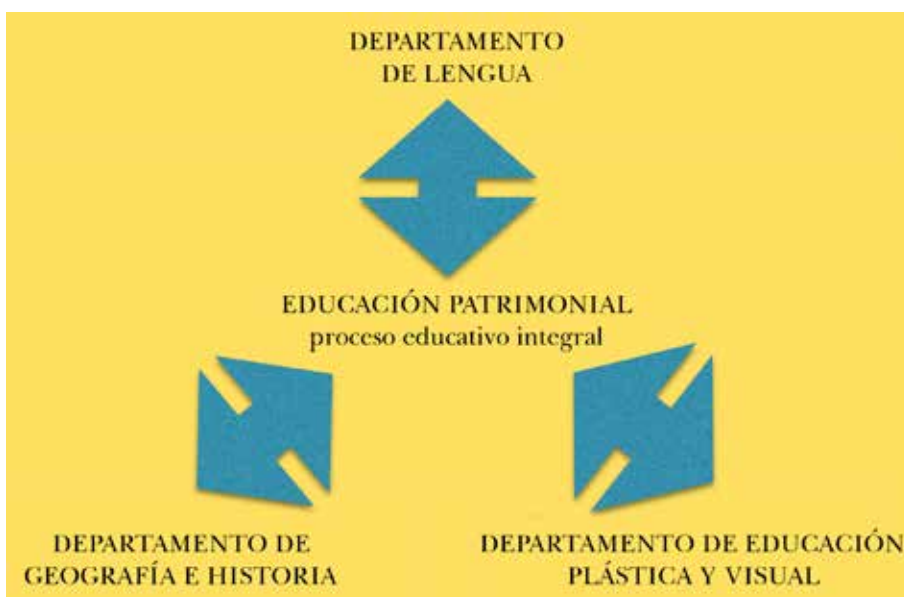 DEPARTAMENTO
DE LENGUA
EDUCACIÓN PATRIMONIAL
proceso educativo integral
DEPARTAMENTO DE
GEOGRAFÍA E HISTORIA
DEPARTAMENTO DE EDUCACIÓN
PLÁSTICA Y VISUAL